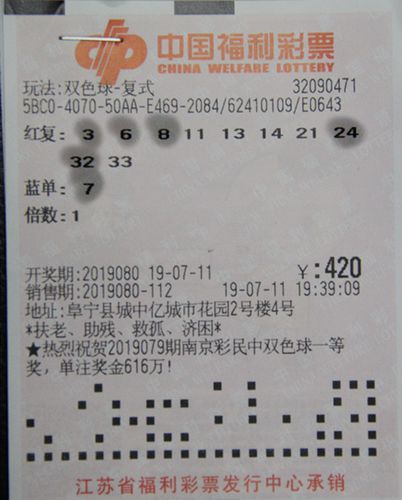 中国福利彩票
CHINA WELFARE LOTTERY
玩法:双色球-复式 32090471
5BC0-4070-50AA-E469-2084/62410109/E0643
红复: 3 6 8 11 13 14 21 24
32 33
蓝单: 7
倍数: 1
开奖期:2019080 19-07-11 ¥:420
销售期:2019080-112 19-07-11 19:39:09
地址:阜宁县城中亿城市花园2号楼4号
*扶老、助残、救孤、济困*
★热烈祝贺2019079期南京彩民中双色球一等
奖,单注奖金616万!
江苏省福利彩票发行中心承销